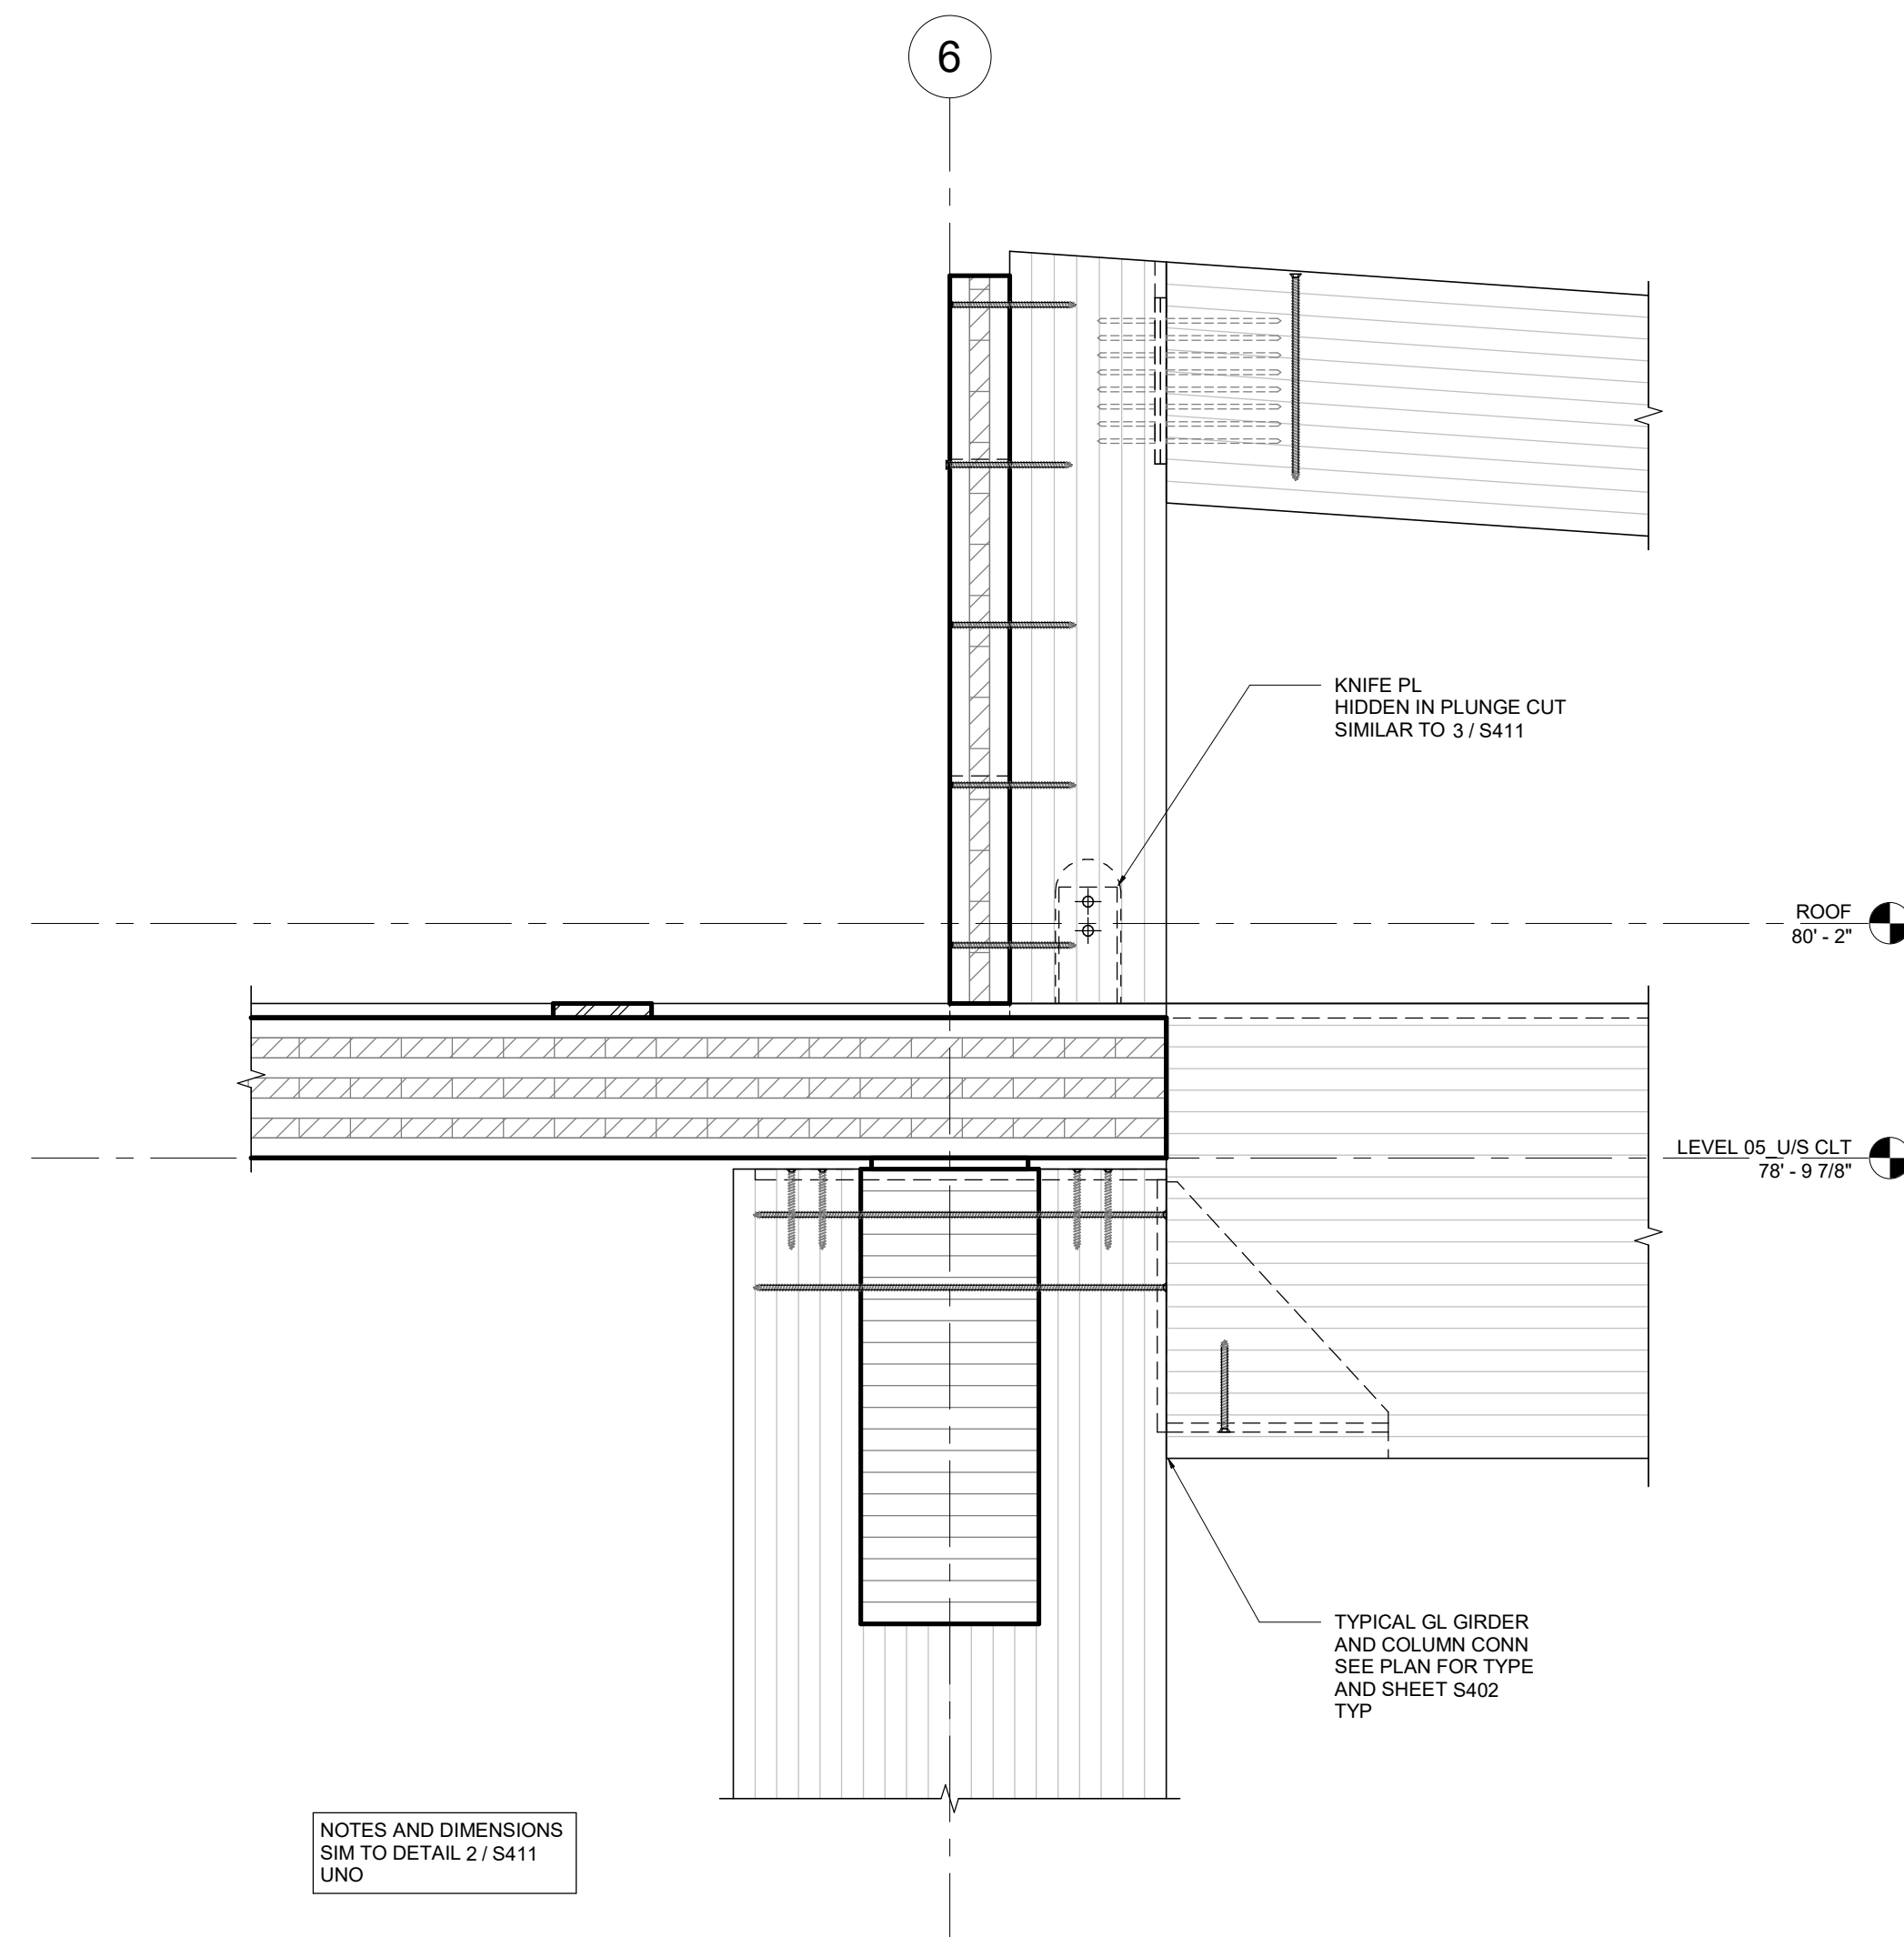 6
KNIFE PL
HIDDEN IN PLUNGE CUT
SIMILAR TO 3 / S411
ROOF
80' - 2"
LEVEL 05_U/S CLT
78' - 9 7/8"
TYPICAL GL GIRDER
AND COLUMN CONN
SEE PLAN FOR TYPE
AND SHEET S402
TYP
NOTES AND DIMENSIONS
SIM TO DETAIL 2 / S411
UNO